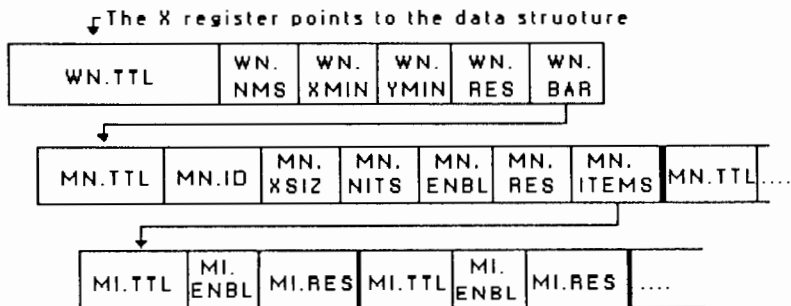 The X register points to the data structure
WN.TTL WN. NMS WN. XMIN WN. YMIN WN. RES WN. BAR
MN.TTL MN.ID MN. XSIZ MN. NITS MN. ENBL MN. RES MN. ITEMS MN.TTL ....
MI.TTL MI. ENBL MI.RES MI.TTL MI. ENBL MI.RES ....